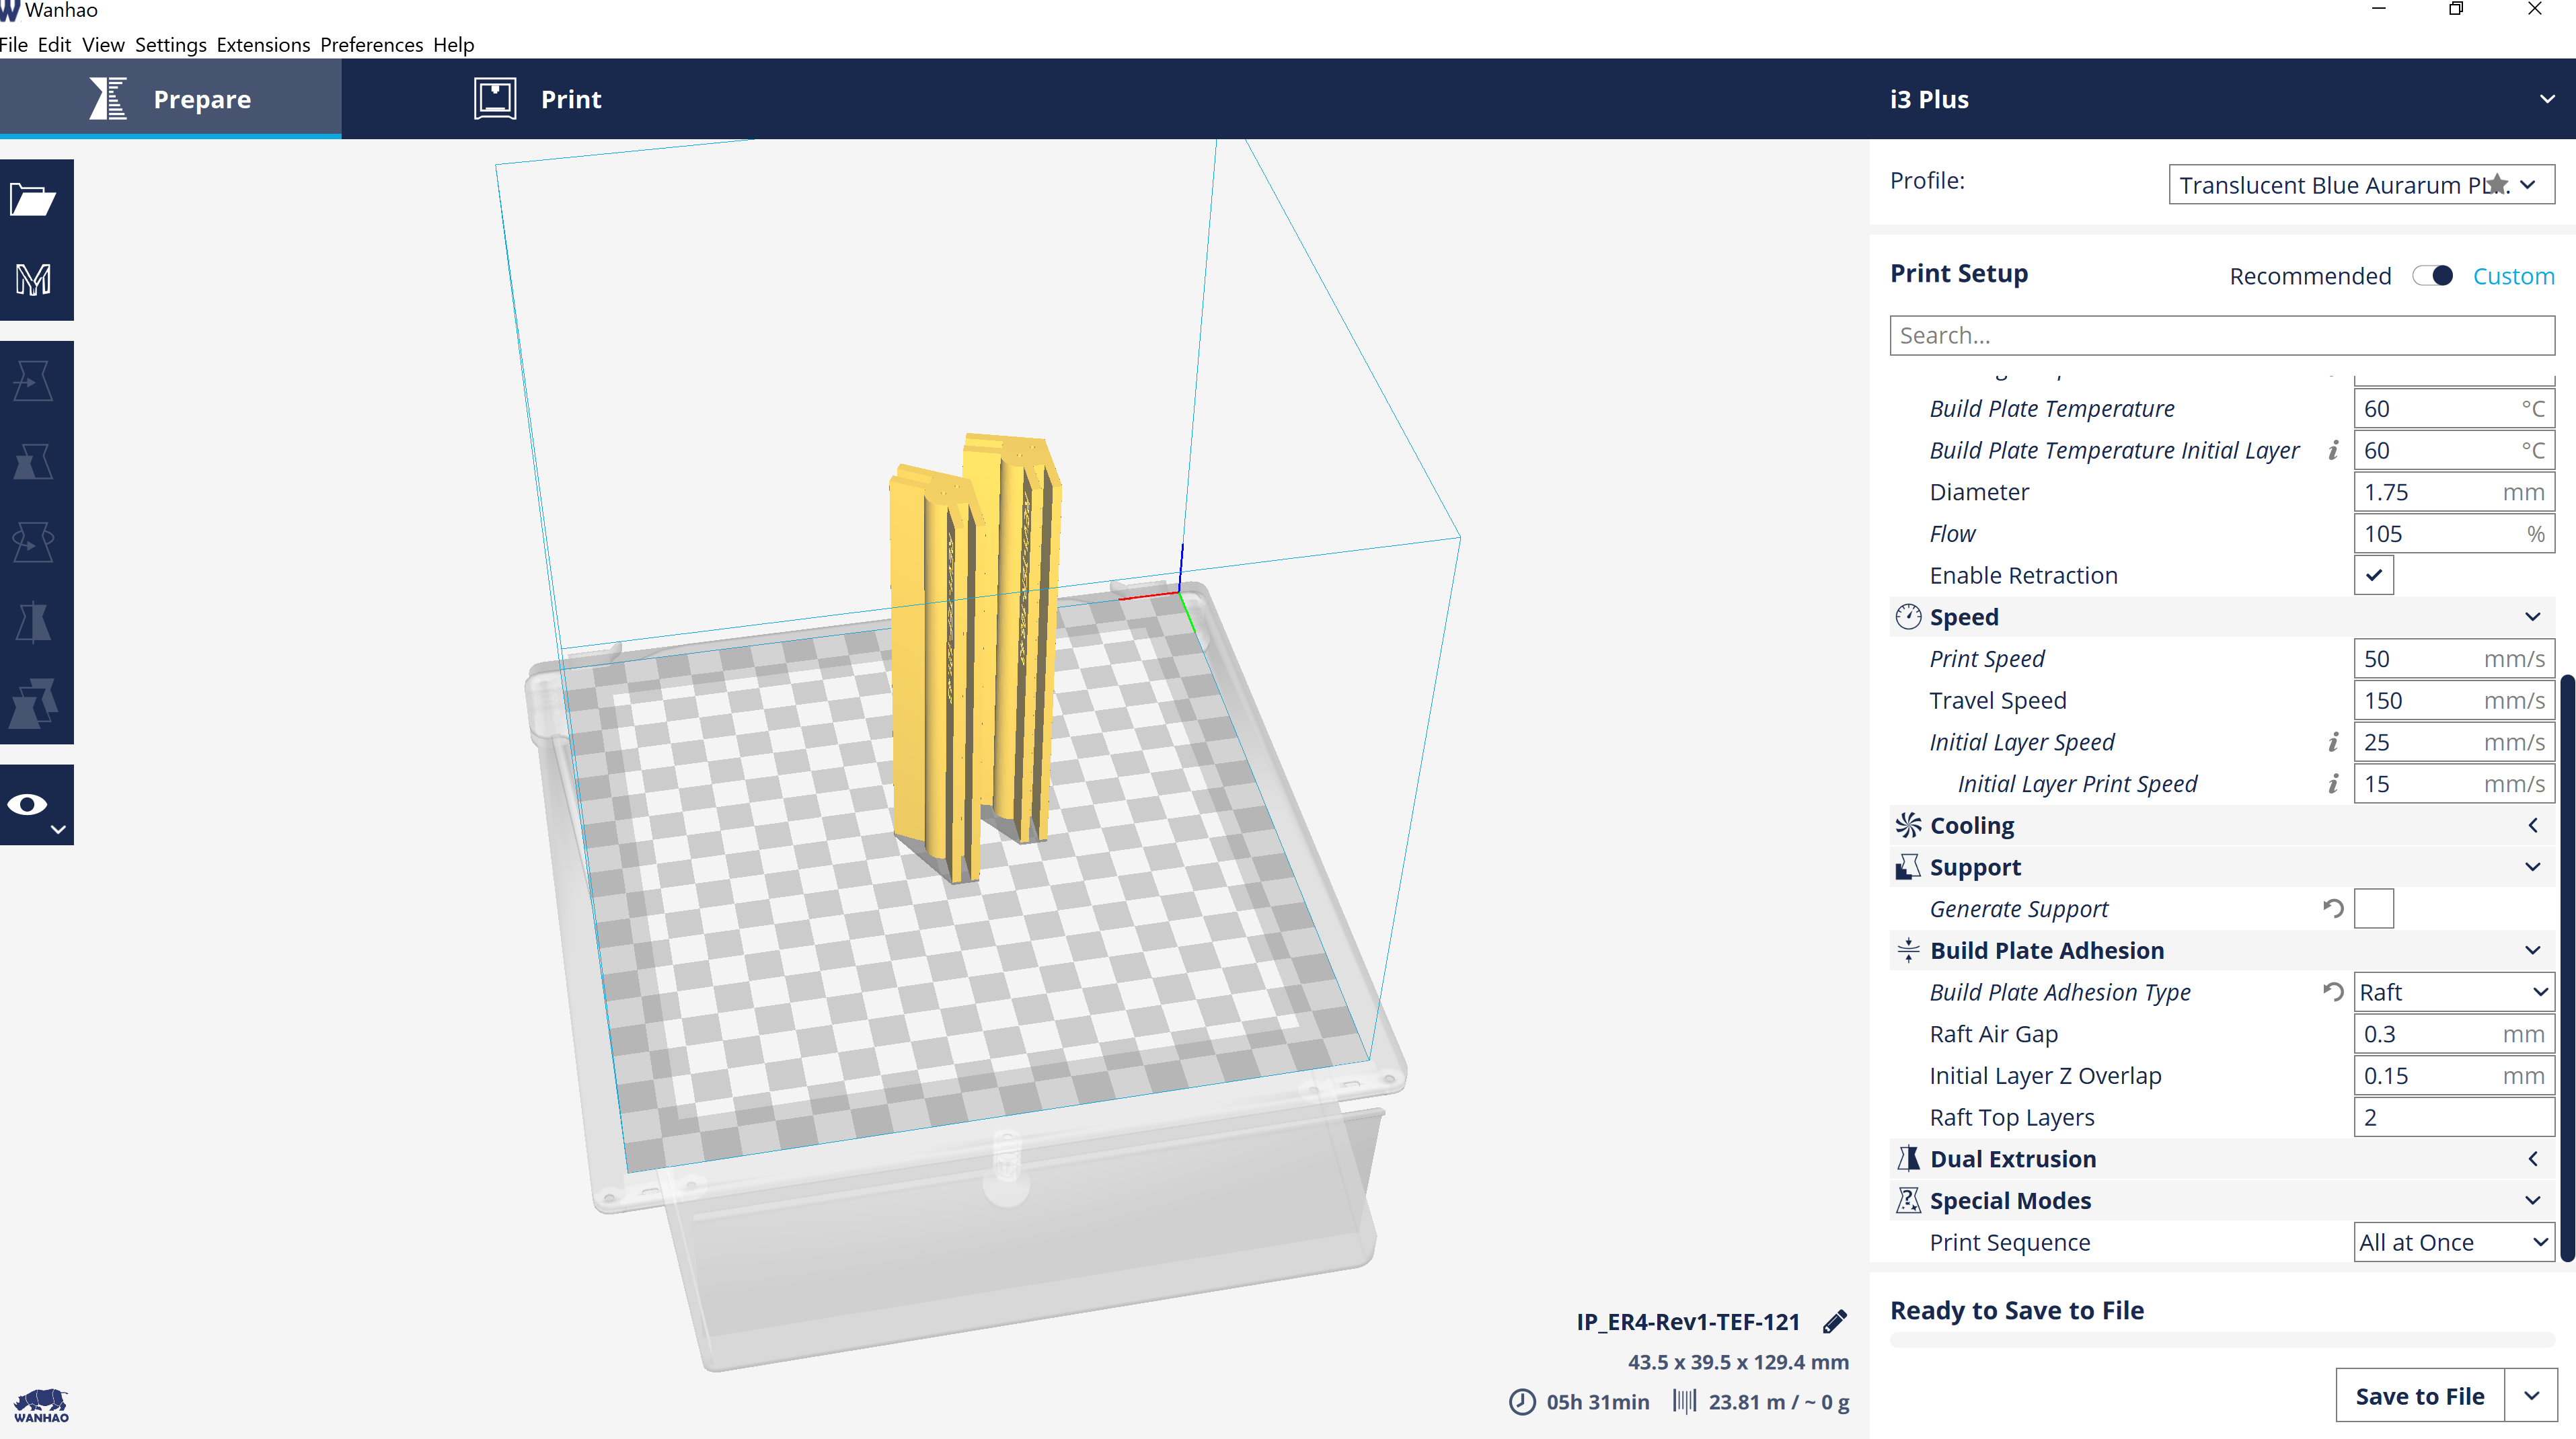 Wanhao
File Edit View Settings Extensions Preferences Help
Prepare
Print
i3 Plus
Profile:
Translucent Blue Aurarum
Print Setup
Recommended
Custom
Search...
Build Plate Temperature
60 °C
Build Plate Temperature Initial Layer
i
60 °C
Diameter
1.75 mm
Flow
105 %
Enable Retraction
Speed
Print Speed
50 mm/s
Travel Speed
150 mm/s
Initial Layer Speed
i
25 mm/s
Initial Layer Print Speed
i
15 mm/s
Cooling
Support
Generate Support
Build Plate Adhesion
Build Plate Adhesion Type
Raft
Raft Air Gap
0.3 mm
Initial Layer Z Overlap
0.15 mm
Raft Top Layers
2
Dual Extrusion
Special Modes
Print Sequence
All at Once
IP_ER4-Rev1-TEF-121
43.5 x 39.5 x 129.4 mm
05h 31min
23.81 m / ~ 0 g
Ready to Save to File
Save to File
WANHAO